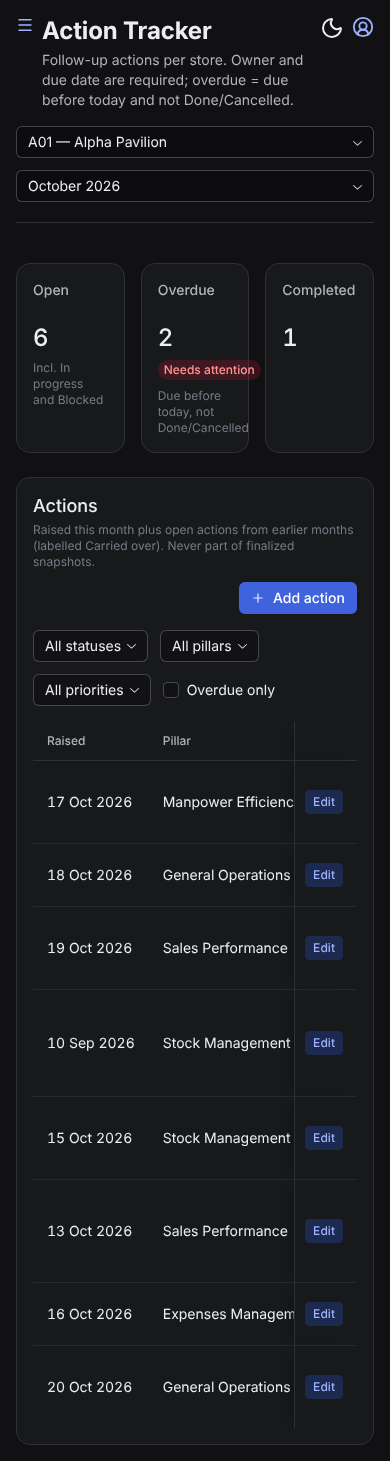 Action Tracker
Follow-up actions per store. Owner and
due date are required; overdue = due
before today and not Done/Cancelled.
A01 — Alpha Pavilion
October 2026
Open
6
Incl. In
progress
and Blocked
Overdue
2
Needs attention
Due before
today, not
Done/Cancelled
Completed
1
Actions
Raised this month plus open actions from earlier months
(labelled Carried over). Never part of finalized
snapshots.
+ Add action
All statuses
All pillars
All priorities
Overdue only
Raised Pillar
17 Oct 2026 Manpower Efficienc Edit
18 Oct 2026 General Operations Edit
19 Oct 2026 Sales Performance Edit
10 Sep 2026 Stock Management Edit
15 Oct 2026 Stock Management Edit
13 Oct 2026 Sales Performance Edit
16 Oct 2026 Expenses Managem Edit
20 Oct 2026 General Operations Edit